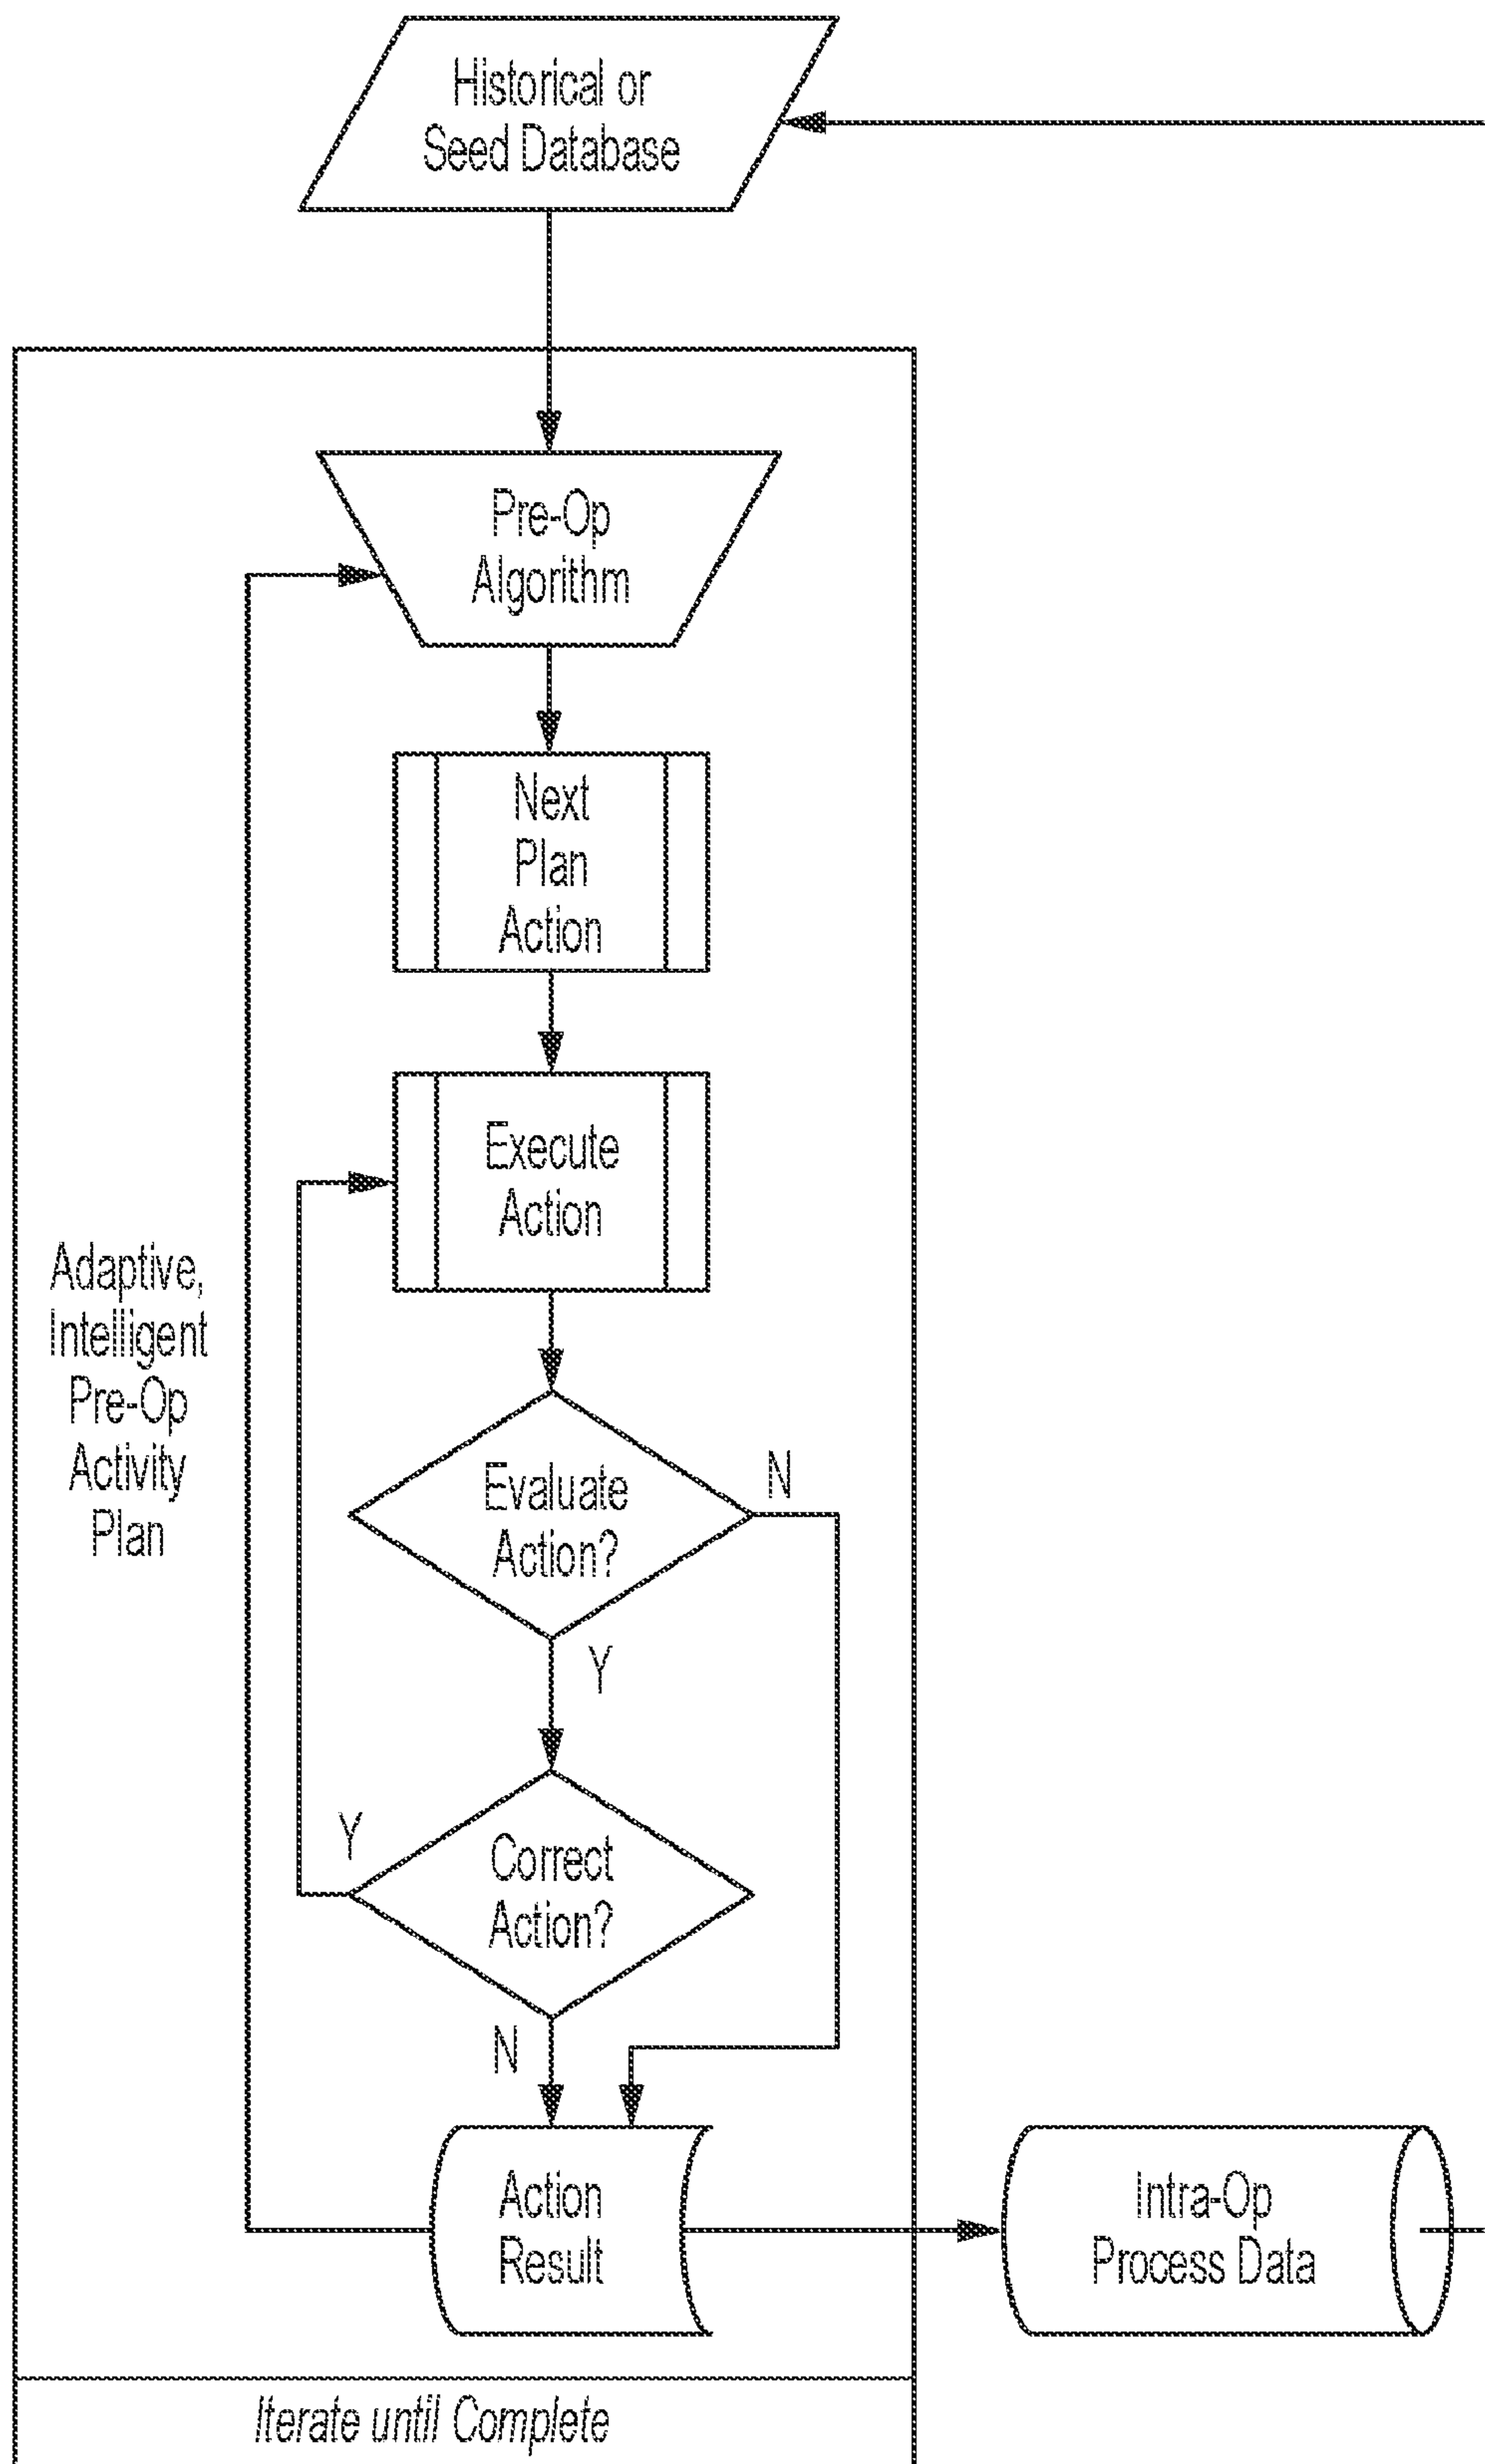 Historical or
Seed Database
Pre-Op
Algorithm
Next
Plan
Action
Execute
Action
Adaptive,
Intelligent
Pre-Op
Activity
Plan
Evaluate
Action?
N
Y
Y
Correct
Action?
N
Action
Result
Intra-Op
Process Data
Iterate until Complete